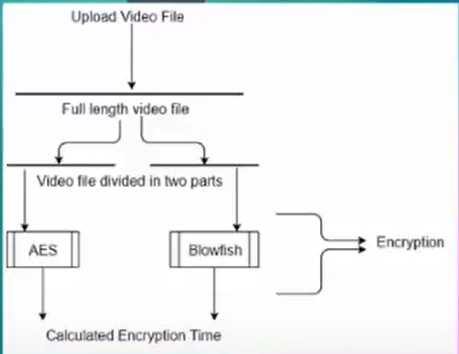 Upload Video File
Full length video file
Video file divided in two parts
AES
Blowfish
Encryption
Calculated Encryption Time